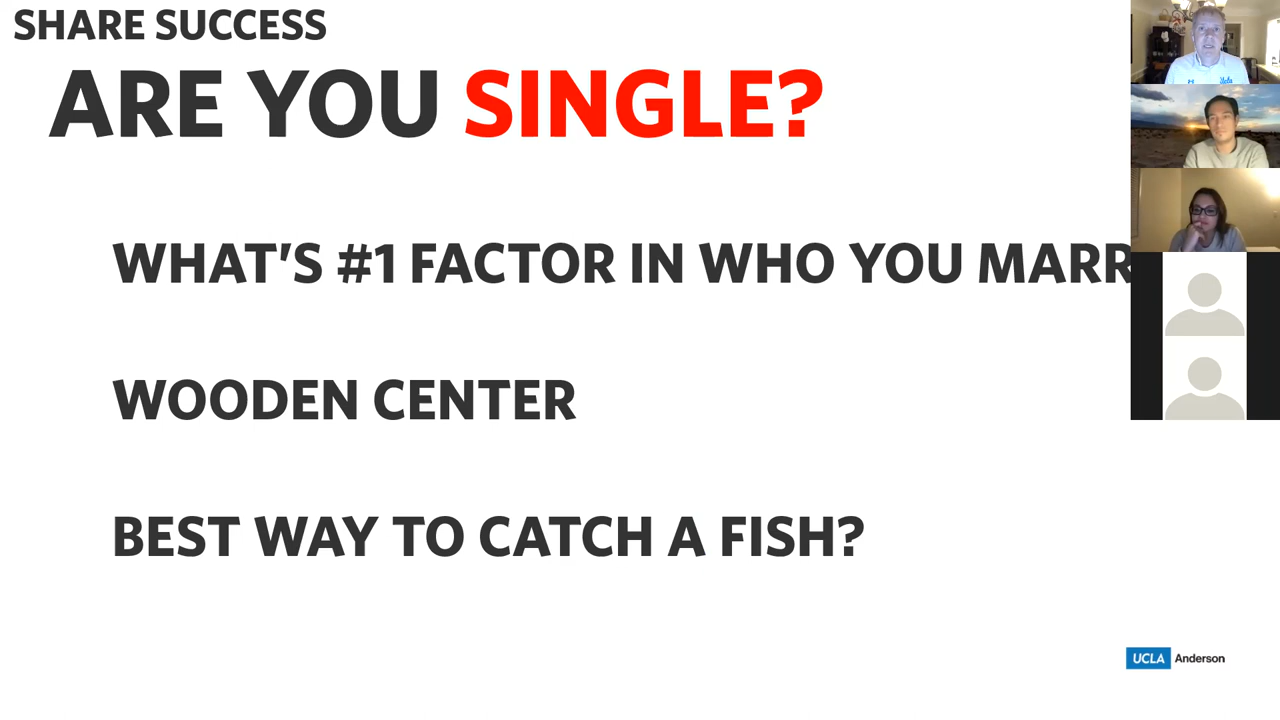 SHARE SUCCESS
ARE YOU SINGLE?
WHAT'S #1 FACTOR IN WHO YOU MARR
WOODEN CENTER
BEST WAY TO CATCH A FISH?
UCLA Anderson